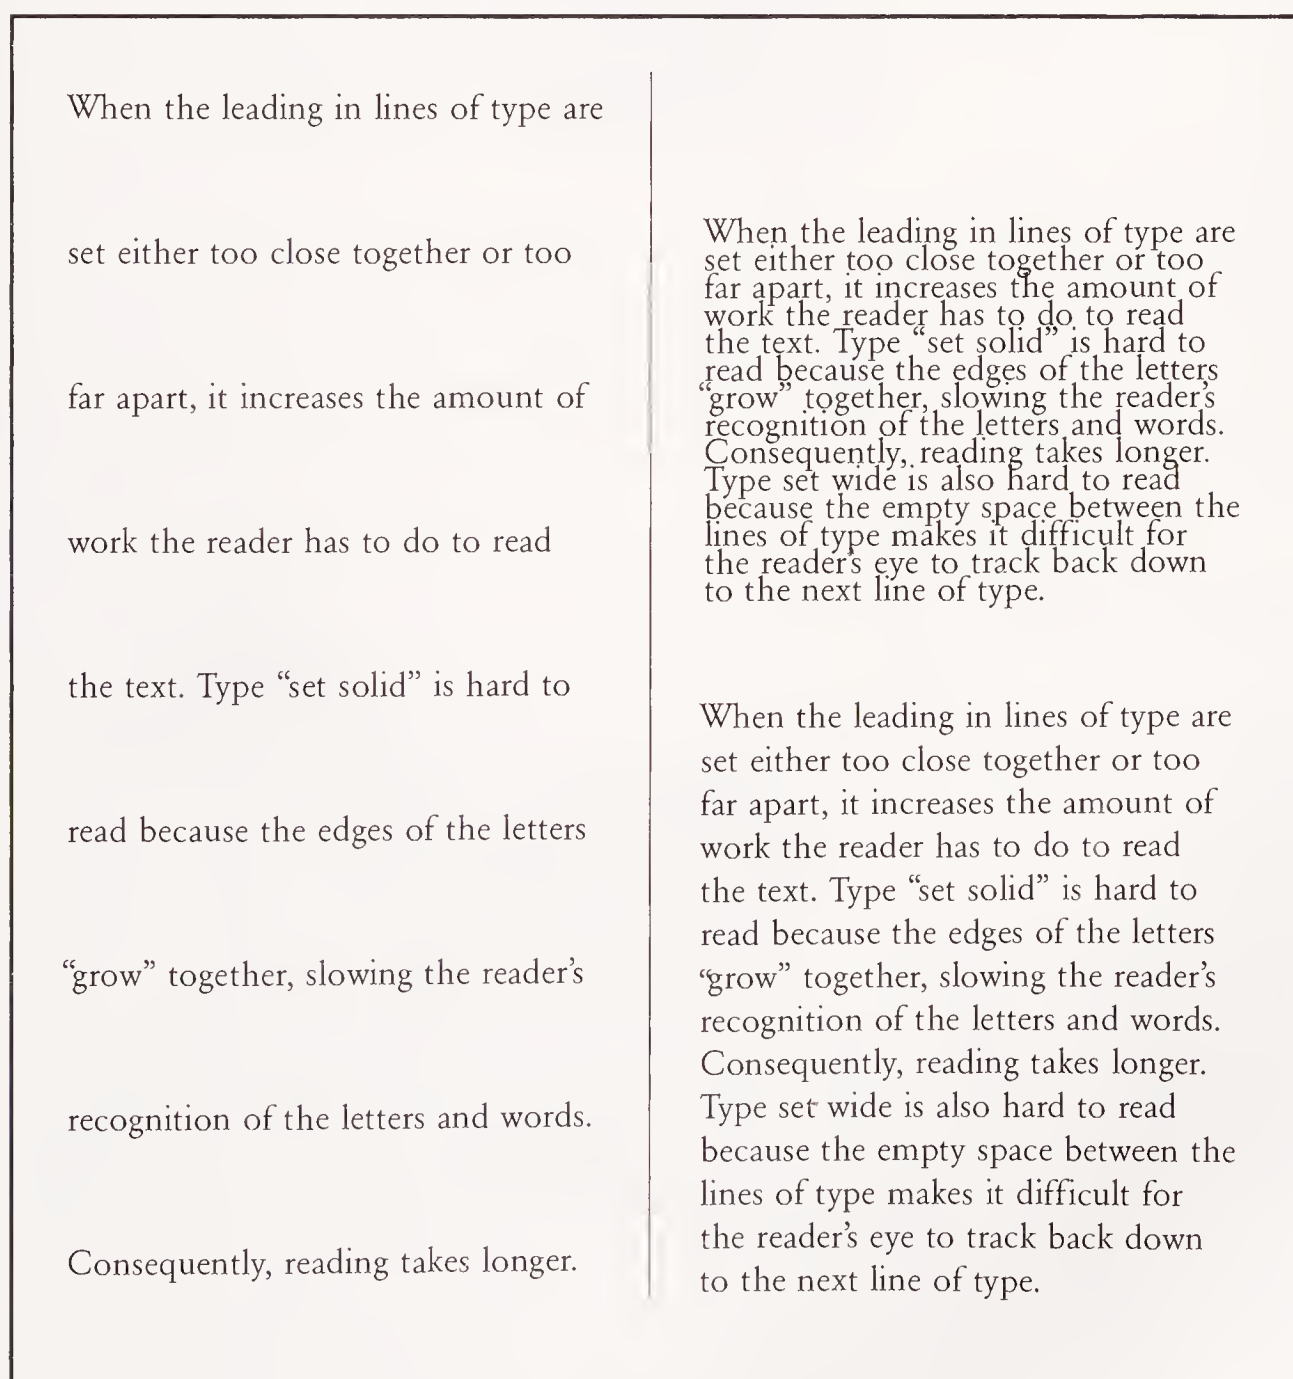 When the leading in lines of type are
set either too close together or too
far apart, it increases the amount of
work the reader has to do to read
the text. Type “set solid” is hard to
read because the edges of the letters
“grow” together, slowing the reader’s
recognition of the letters and words.
Consequently, reading takes longer.
When the leading in lines of type are
set either too close together or too
far apart, it increases the amount of
work the reader has to do to read
the text. Type “set solid” is hard to
read because the edges of the letters
“grow” together, slowing the reader’s
recognition of the letters and words.
Consequently, reading takes longer.
Type set wide is also hard to read
because the empty space between the
lines of type makes it difficult for
the reader’s eye to track back down
to the next line of type.
When the leading in lines of type are
set either too close together or too
far apart, it increases the amount of
work the reader has to do to read
the text. Type “set solid” is hard to
read because the edges of the letters
“grow” together, slowing the reader’s
recognition of the letters and words.
Consequently, reading takes longer.
Type set wide is also hard to read
because the empty space between the
lines of type makes it difficult for
the reader’s eye to track back down
to the next line of type.